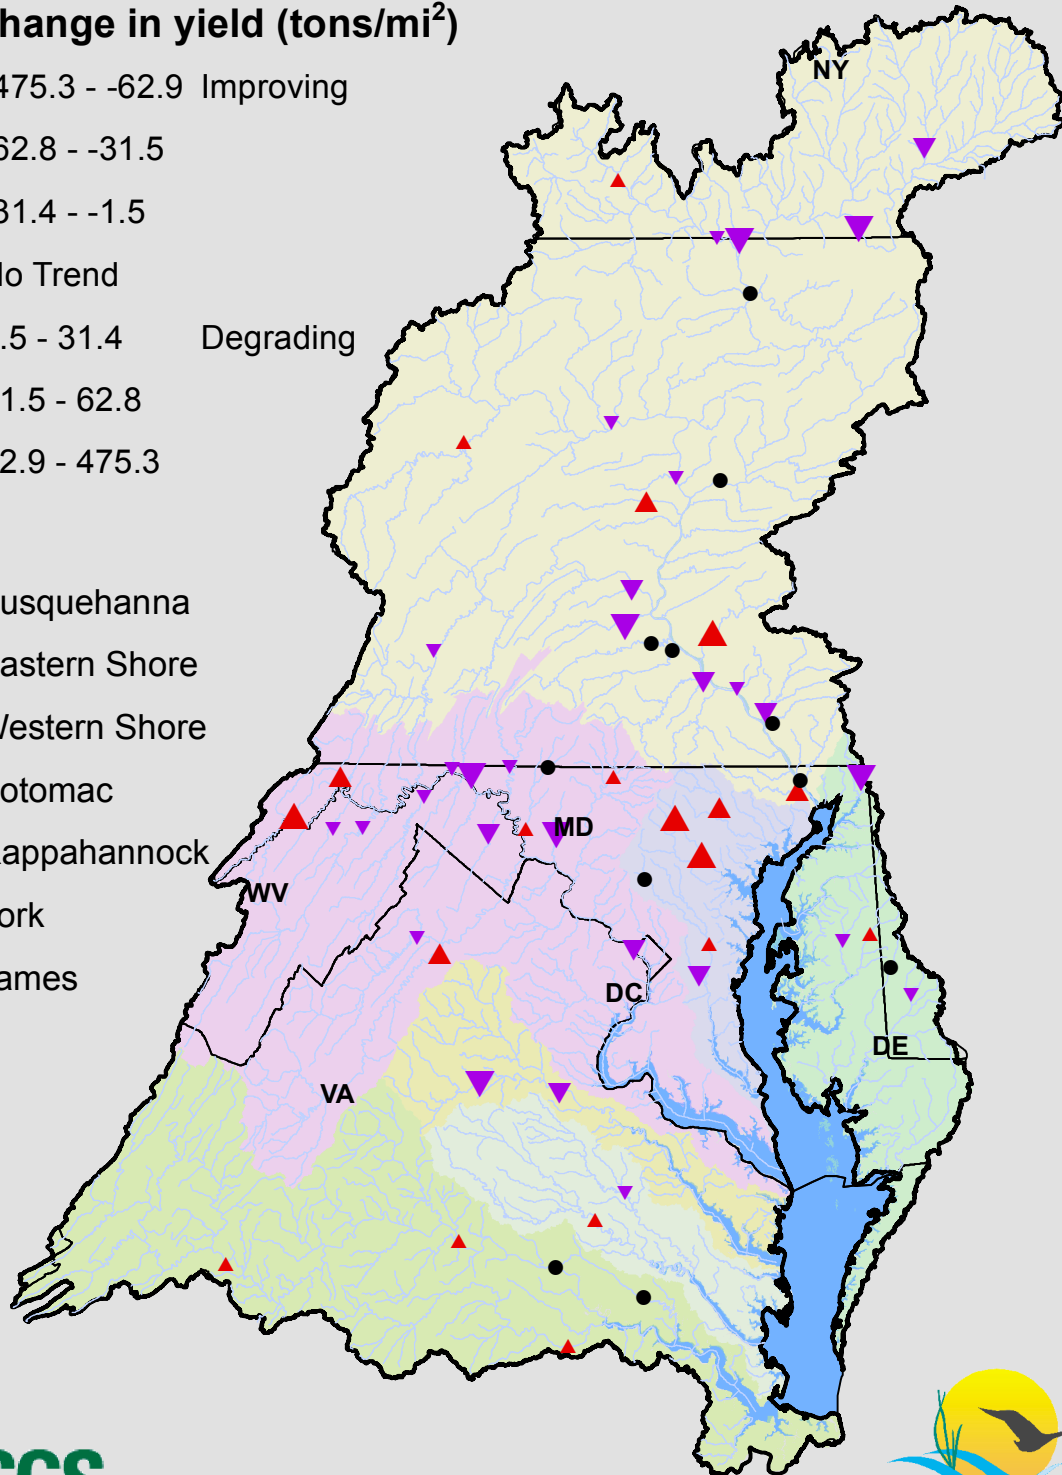 hange in yield (tons/mi²)
475.3 - -62.9 Improving
62.8 - -31.5
31.4 - -1.5
lo Trend
.5 - 31.4 Degrading
1.5 - 62.8
2.9 - 475.3
usquehanna
astern Shore
Western Shore
otomac
appahannock
ork
ames
NY
MD
WV
DC
DE
VA